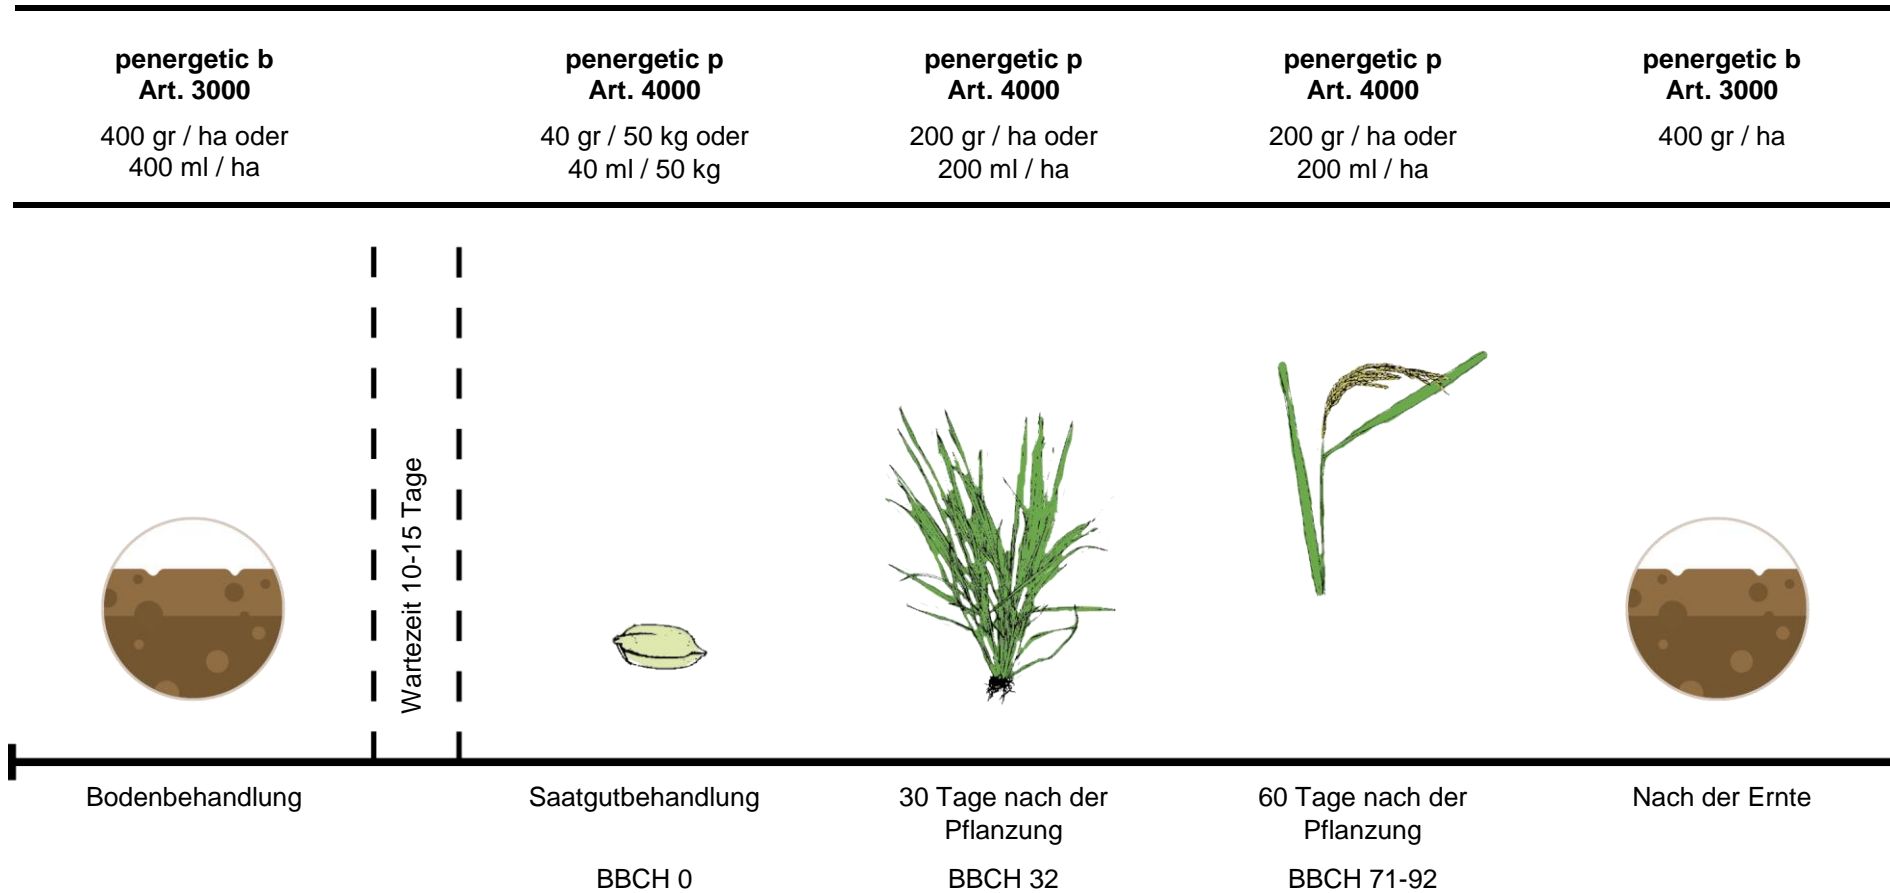 penergetic b
Art. 3000
400 gr / ha oder
400 ml / ha
penergetic p
Art. 4000
40 gr / 50 kg oder
40 ml / 50 kg
penergetic p
Art. 4000
200 gr / ha oder
200 ml / ha
penergetic p
Art. 4000
200 gr / ha oder
200 ml / ha
penergetic b
Art. 3000
400 gr / ha
Wartezeit 10-15 Tage
Bodenbehandlung
Saatgutbehandlung
BBCH 0
30 Tage nach der
Pflanzung
BBCH 32
60 Tage nach der
Pflanzung
BBCH 71-92
Nach der Ernte